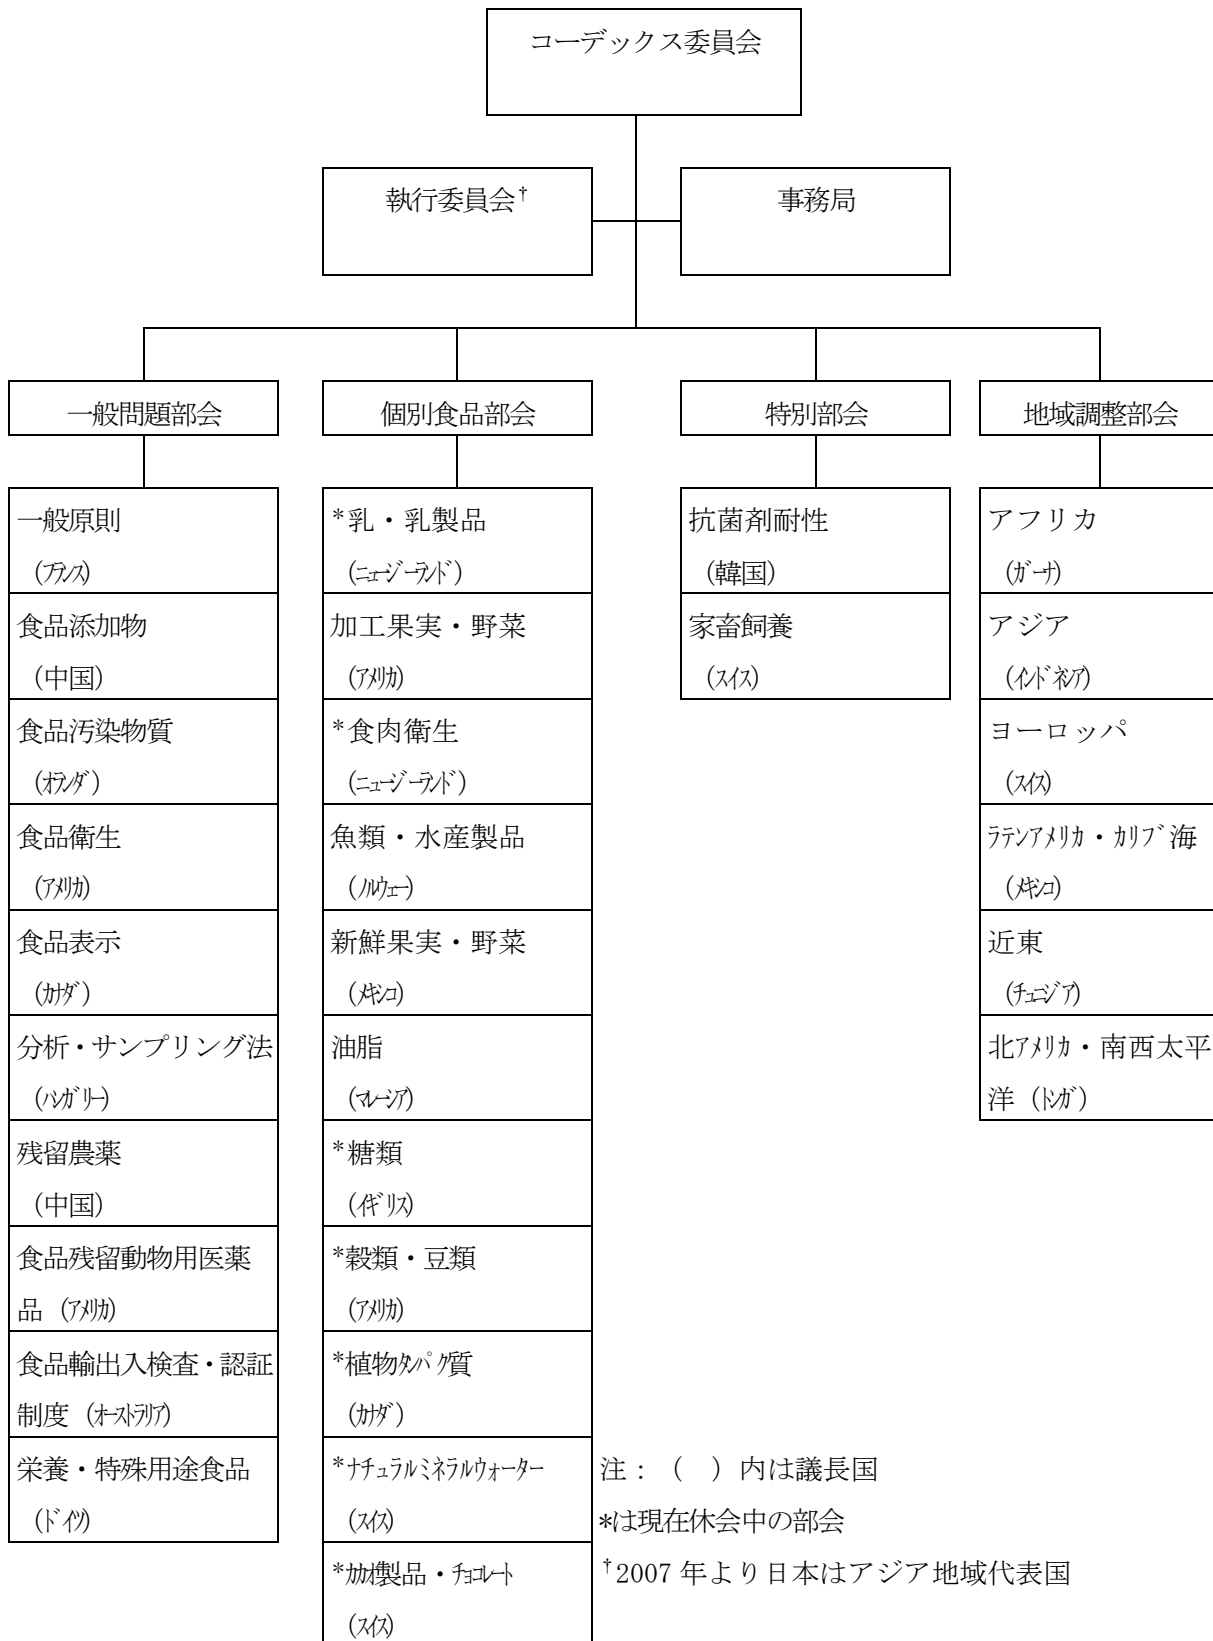 コーデックス委員会
執行委員会†
事務局
一般問題部会
個別食品部会
特別部会
地域調整部会
一般原則
（フランス）
食品添加物
（中国）
食品汚染物質
（オランダ）
食品衛生
（アメリカ）
食品表示
（カナダ）
分析・サンプリング法
（ハンガリー）
残留農薬
（中国）
食品残留動物用医薬
品（アメリカ）
食品輸出入検査・認証
制度（オーストラリア）
栄養・特殊用途食品
（ドイツ）
*乳・乳製品
（ニュージーランド）
加工果実・野菜
（アメリカ）
*食肉衛生
（ニュージーランド）
魚類・水産製品
（ノルウェー）
新鮮果実・野菜
（メキシコ）
油脂
（マレーシア）
*糖類
（イギリス）
*穀類・豆類
（アメリカ）
*植物タンパク質
（カナダ）
*ナチュラルミネラルウォーター
（スイス）
*カカオ製品・チョコレート
（スイス）
抗菌剤耐性
（韓国）
家畜飼養
（スイス）
アフリカ
（ガーナ）
アジア
（インドネシア）
ヨーロッパ
（スイス）
ラテンアメリカ・カリブ海
（メキシコ）
近東
（チュニジア）
北アメリカ・南西太平
洋（トンガ）
注：（　）内は議長国
*は現在休会中の部会
†2007 年より日本はアジア地域代表国